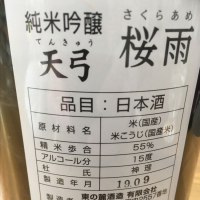 純米吟醸
てんきゅう
天弓
さくらあめ
桜雨
品目:日本酒
原材料名 米(国産)
米こうじ(国産米)
精米歩合 55%
アルコール分 15度
杜氏 神理
製造年月 1909
東の麓酒造有限会社